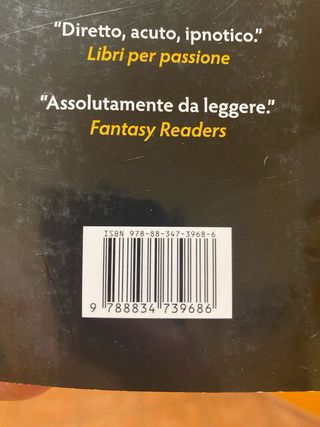 "Diretto, acuto, ipnotico."
Libri per passione
"Assolutamente da leggere."
Fantasy Readers
ISBN 978-88-347-3968-6
9 788834 739686